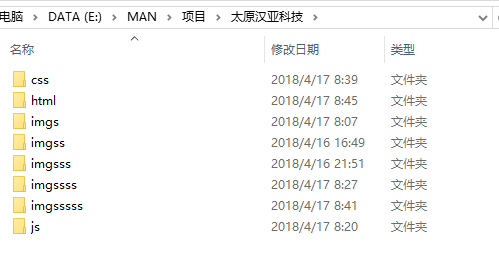 电脑 > DATA (E:) > MAN > 项目 > 太原汉亚科技 >
名称 修改日期 类型
css 2018/4/17 8:39 文件夹
html 2018/4/17 8:45 文件夹
imgs 2018/4/17 8:07 文件夹
imgss 2018/4/16 16:49 文件夹
imgsss 2018/4/16 21:51 文件夹
imgssss 2018/4/17 8:27 文件夹
imgsssss 2018/4/17 8:41 文件夹
js 2018/4/17 8:20 文件夹